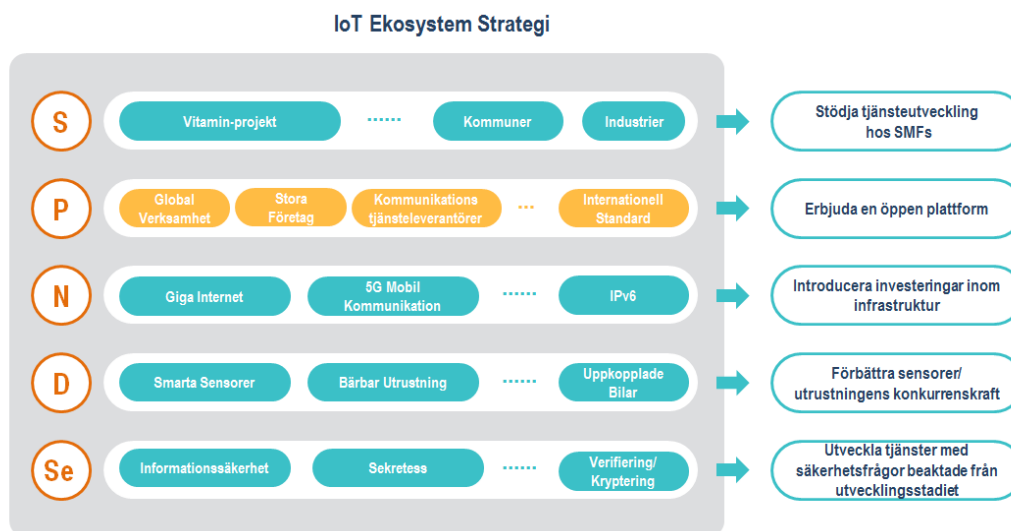 IoT Ekosystem Strategi
S
Vitamin-projekt
......
Kommuner
Industrier
Stödja tjänsteutveckling
hos SMFs
P
Global
Verksamhet
Stora
Företag
Kommunikations
tjänsteleverantörer
...
Internationell
Standard
Erbjuda en öppen plattform
N
Giga Internet
5G Mobil
Kommunikation
......
IPv6
Introducera investeringar inom
infrastruktur
D
Smarta Sensorer
Bärbar Utrustning
......
Uppkopplade
Bilar
Förbättra sensorer/
utrustningens konkurrenskraft
Se
Informationssäkerhet
Sekretess
......
Verifiering/
Kryptering
Utveckla tjänster med
säkerhetsfrågor beaktade från
utvecklingsstadiet